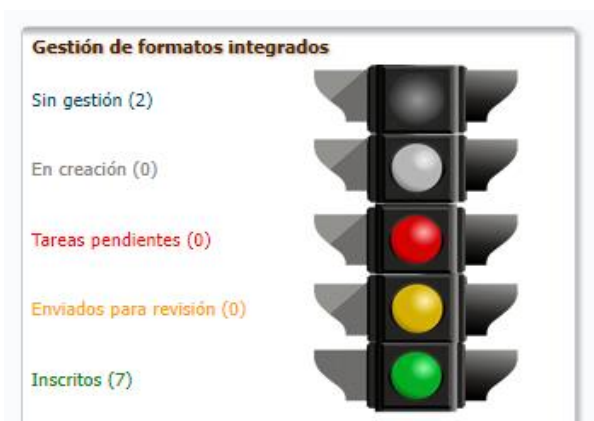 Gestión de formatos integrados
Sin gestión (2)
En creación (0)
Tareas pendientes (0)
Enviados para revisión (0)
Inscritos (7)